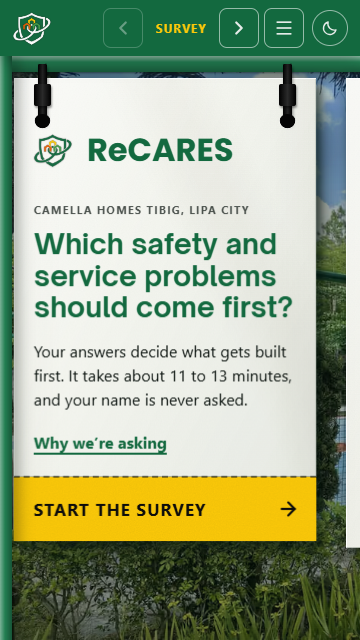 SURVEY
ReCARES
CAMELLA HOMES TIBIG, LIPA CITY
Which safety and
service problems
should come first?
Your answers decide what gets built
first. It takes about 11 to 13 minutes,
and your name is never asked.
Why we're asking
START THE SURVEY